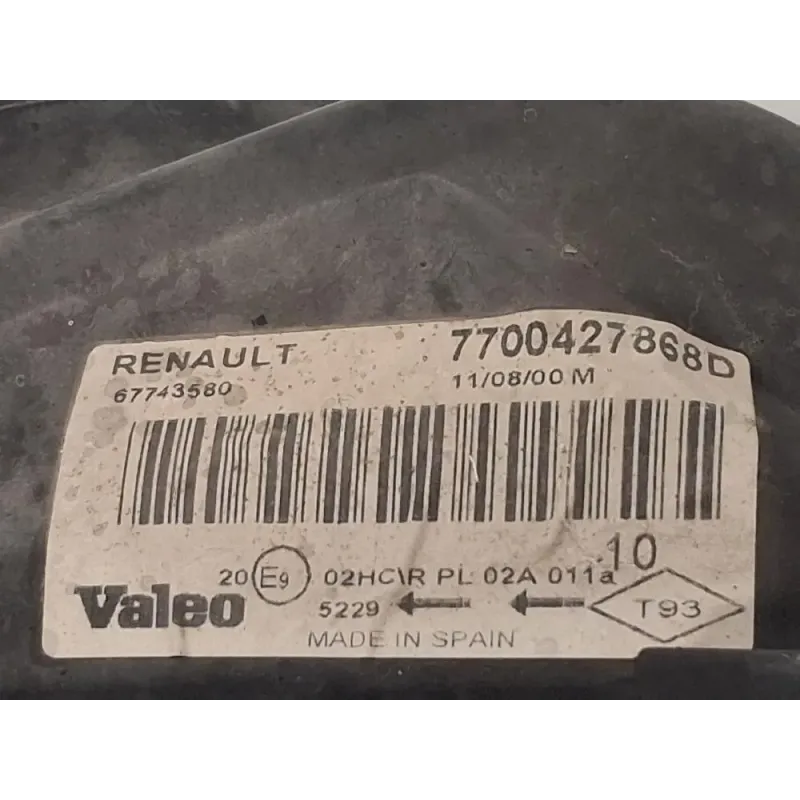 RENAULT 7700427868D
67743580 11/08/00 M
10
20 E9 02HC\R PL 02A 011a
Valeo 5229 T93
MADE IN SPAIN